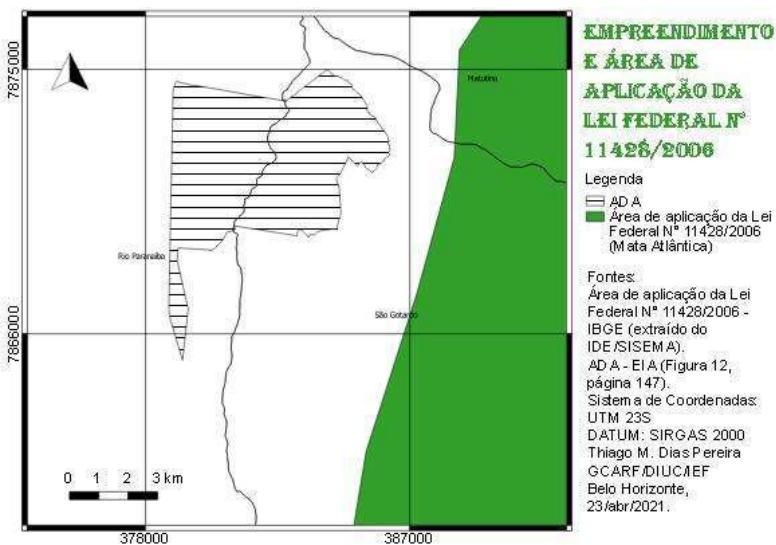 EMPREENDIMENTO
E ÁREA DE
APLICAÇÃO DA
LEI FEDERAL Nº
11428/2006
Legenda
ADA
Área de aplicação da Lei
Federal Nº 11428/2006
(Mata Atlântica)
Fontes:
Área de aplicação da Lei
Federal Nº 11428/2006 -
IBGE (extraído do
IDE/SISEMA).
ADA - EIA (Figura 12,
página 147).
Sistema de Coordenadas:
UTM 23S
DATUM: SIRGAS 2000
Thiago M. Dias Pereira
GCARF/DIUC/IEF
Belo Horizonte,
23/abr/2021.
7875000
7866000
Matutina
Rio Paranaíba
São Gotardo
0 1 2 3 km
378000
387000